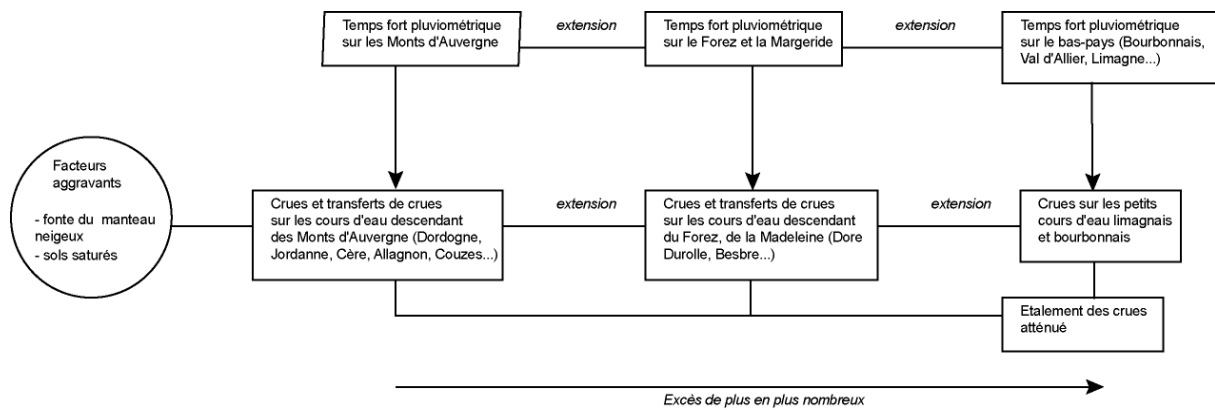 Temps fort pluviométrique
sur les Monts d'Auvergne
extension
Temps fort pluviométrique
sur le Forez et la Margeride
extension
Temps fort pluviométrique
sur le bas-pays (Bourbonnais,
Val d'Allier, Limagne...)
Facteurs
aggravants
- fonte du manteau
neigeux
- sols saturés
Crues et transferts de crues
sur les cours d'eau descendant
des Monts d'Auvergne (Dordogne,
Jordanne, Cère, Allagnon, Couzes...)
extension
Crues et transferts de crues
sur les cours d'eau descendant
du Forez, de la Madeleine (Dore
Durolle, Besbre...)
extension
Crues sur les petits
cours d'eau limagnais
et bourbonnais
Etalement des crues
atténué
Excès de plus en plus nombreux